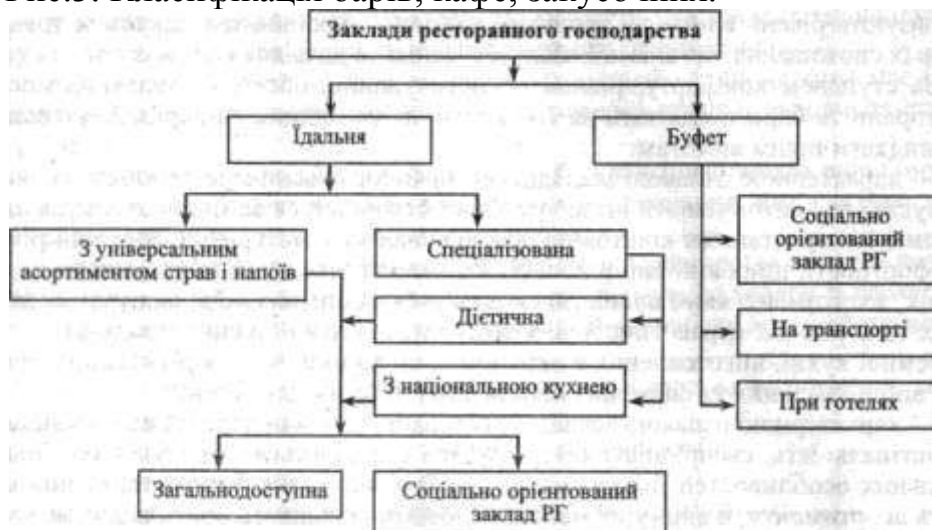 Заклади ресторанного господарства
Їдальня
Буфет
З універсальним
асортиментом страв і напоїв
Спеціалізована
Соціально
орієнтований
заклад РГ
Дієтична
На транспорті
З національною кухнею
При готелях
Загальнодоступна
Соціально орієнтований
заклад РГ